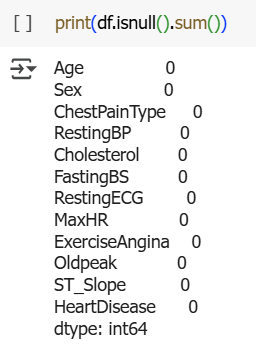 [ ] print(df.isnull().sum())
Age 0
Sex 0
ChestPainType 0
RestingBP 0
Cholesterol 0
FastingBS 0
RestingECG 0
MaxHR 0
ExerciseAngina 0
Oldpeak 0
ST_Slope 0
HeartDisease 0
dtype: int64